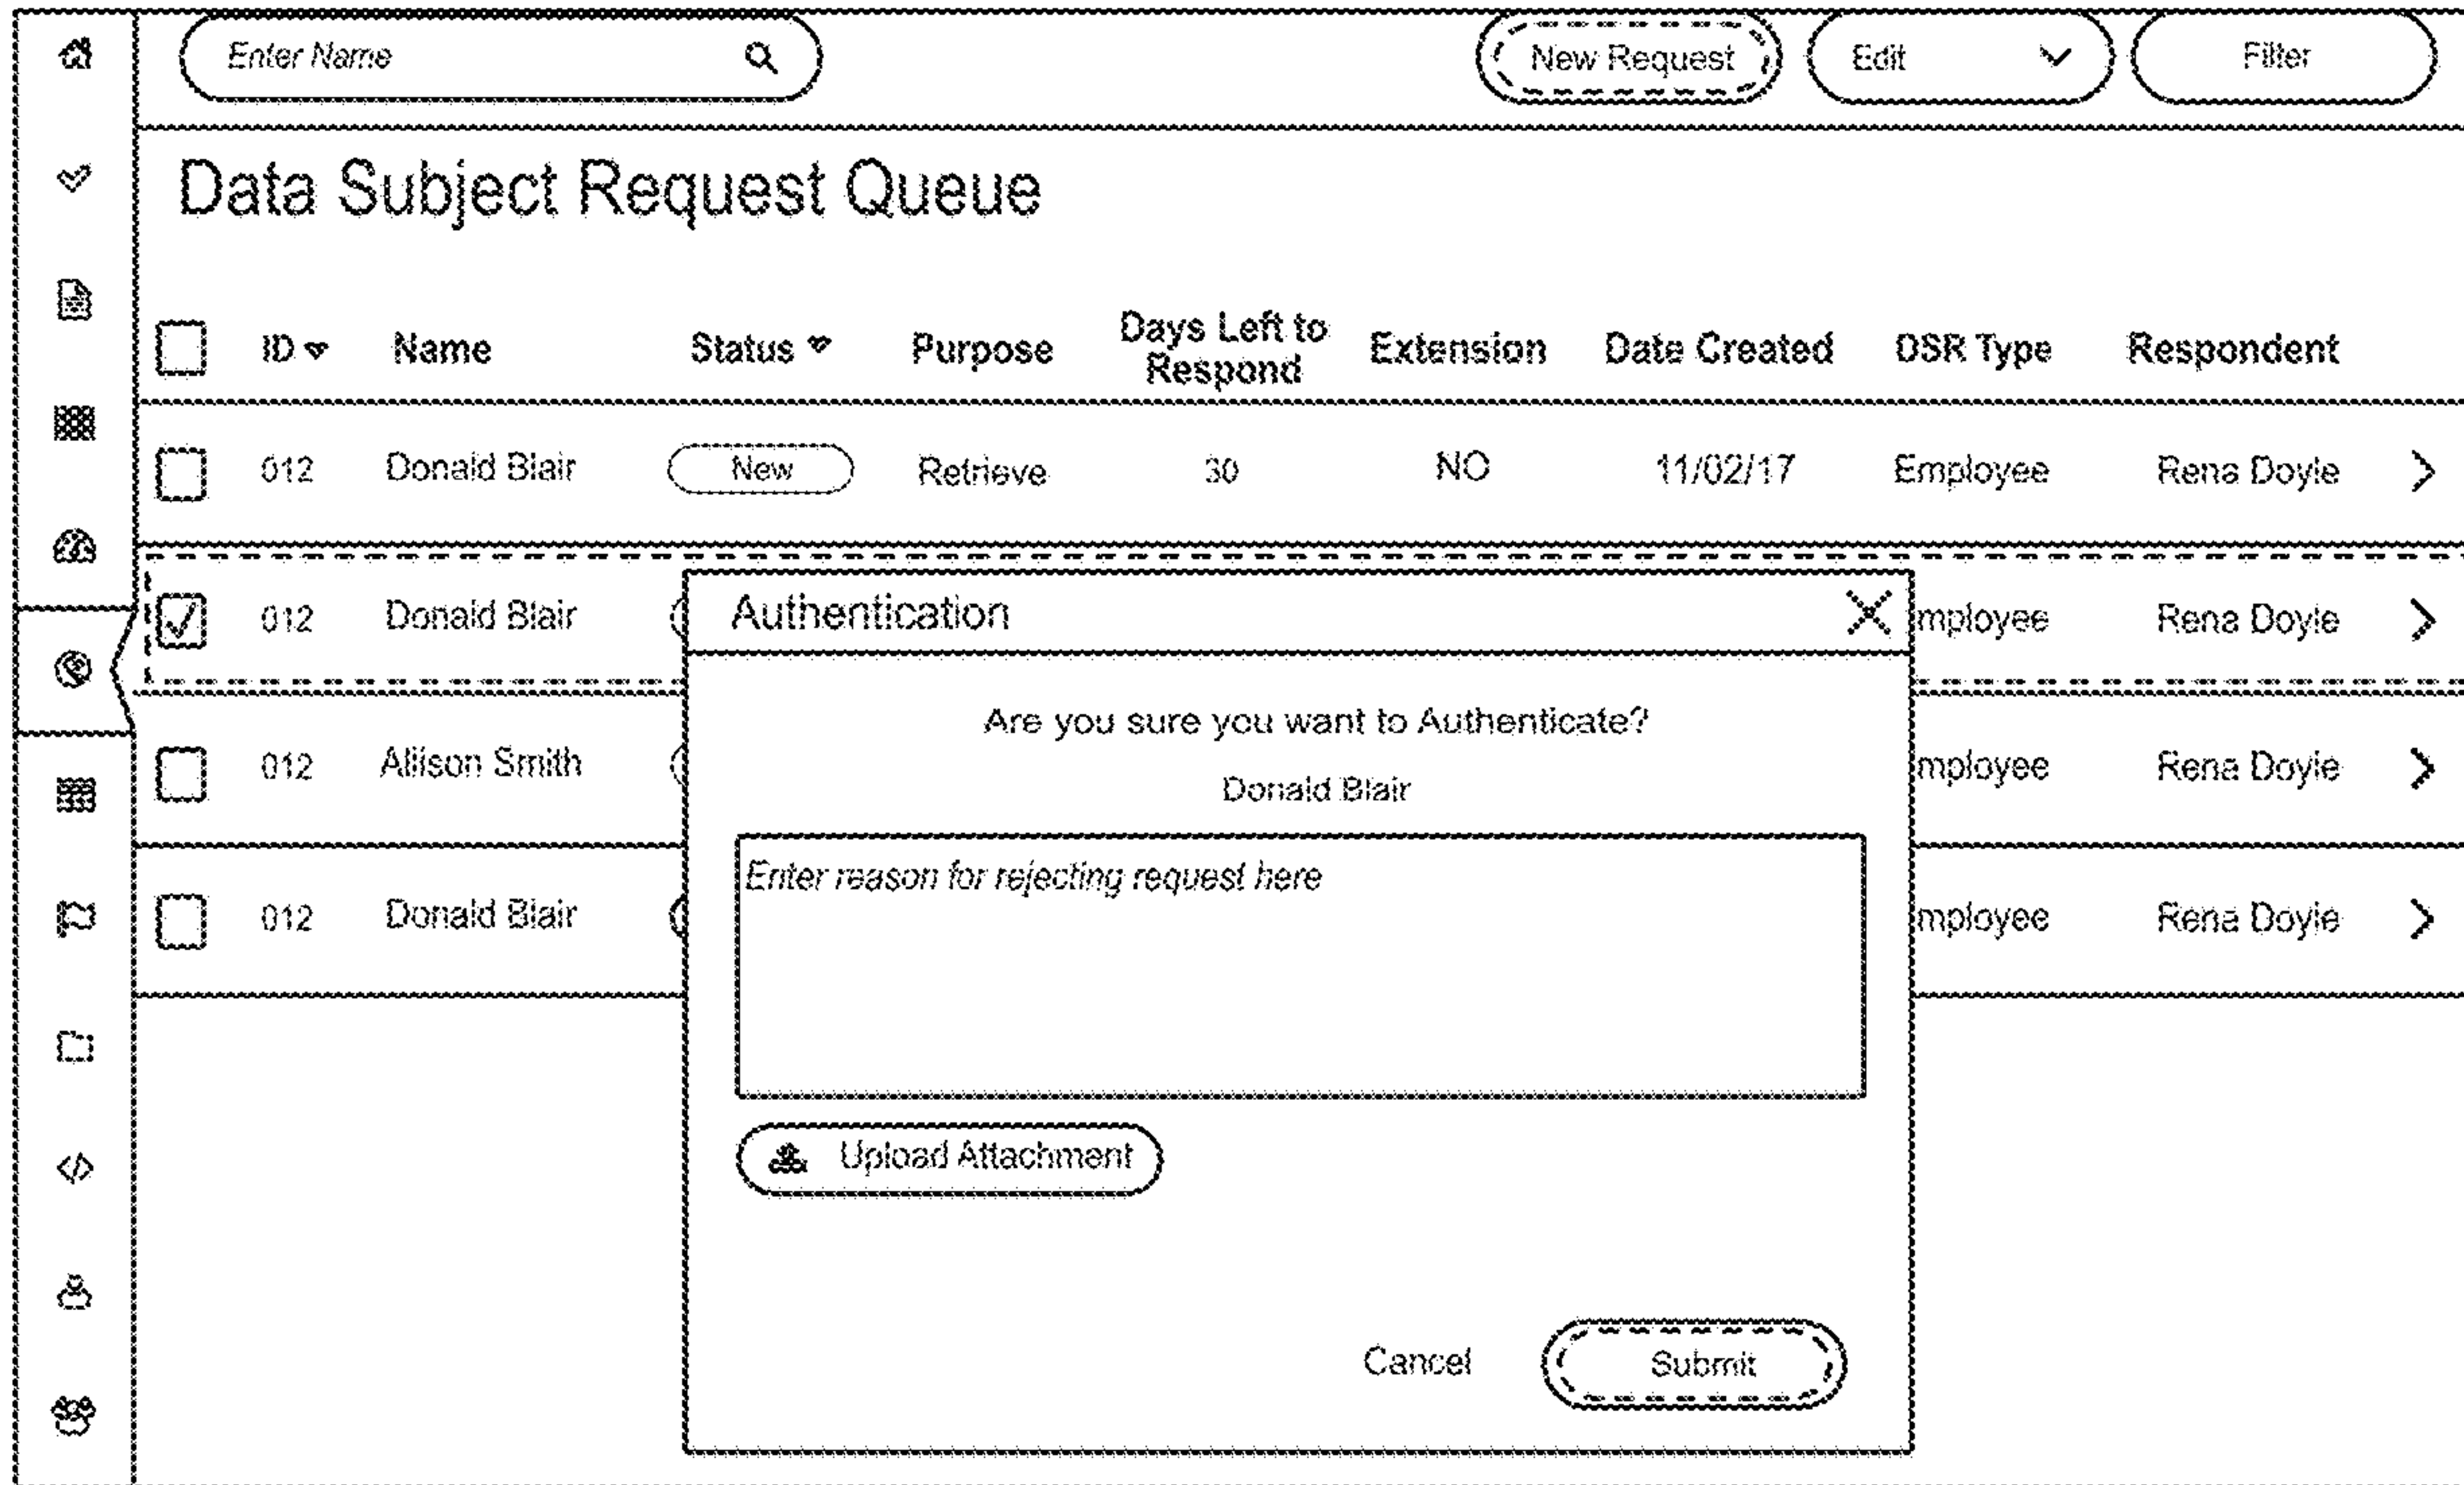 Enter Name New Request Edit Filter
Data Subject Request Queue
ID Name Status Purpose Days Left to Respond Extension Date Created DSR Type Respondent
012 Donald Blair New Retrieve 30 NO 11/02/17 Employee Rena Doyle
012 Donald Blair mployee Rena Doyle
012 Allison Smith mployee Rena Doyle
012 Donald Blair mployee Rena Doyle
Authentication
Are you sure you want to Authenticate?
Donald Blair
Enter reason for rejecting request here
Upload Attachment
Cancel Submit